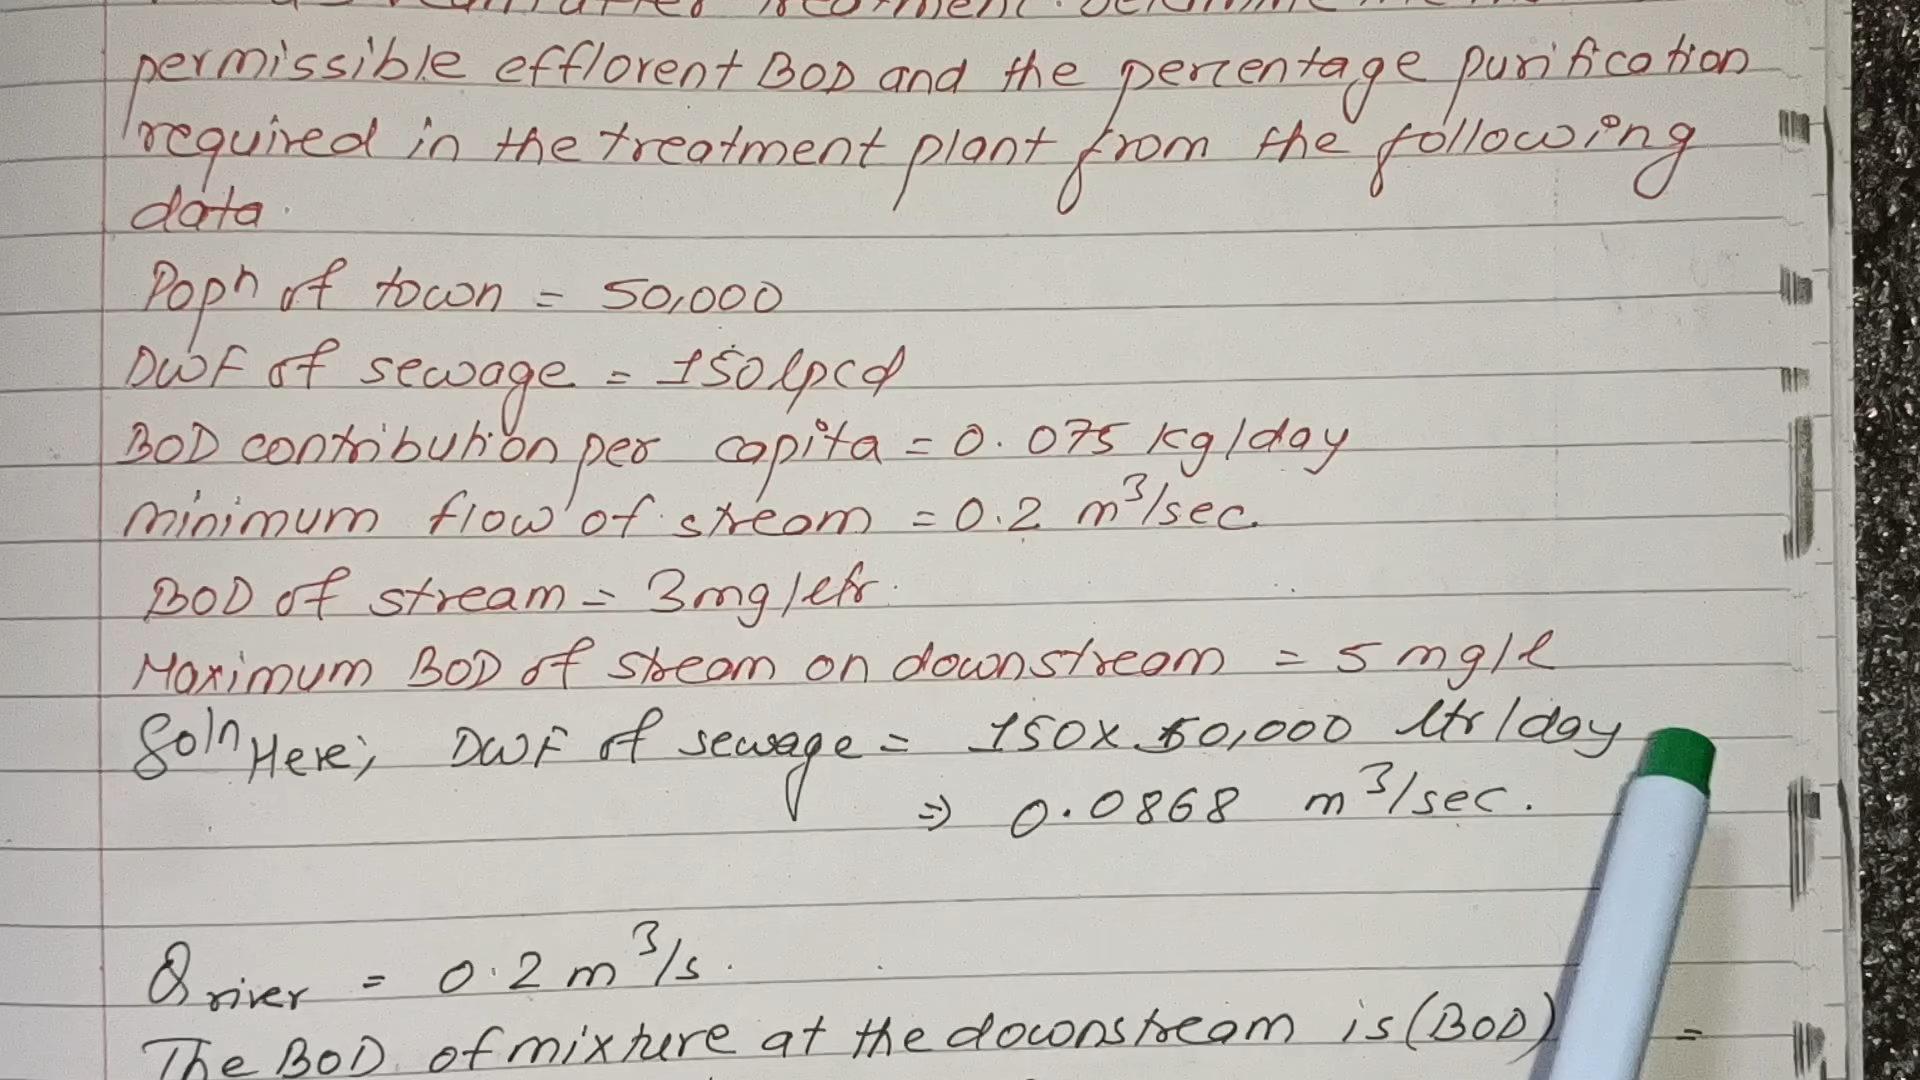 permissible efflorent BOD and the percentage purification
required in the treatment plant from the following
data.
Popn of town = 50,000
DWF of sewage = 150 lpcd
BOD contribution per capita = 0.075 kg/day
minimum flow of stream = 0.2 m³/sec.
BOD of stream = 3mg/ltr.
Maximum BOD of stream on downstream = 5 mg/l
Soln Here; DWF of sewage = 150 x 50,000 ltr/day
⇒ 0.0868 m³/sec.
Qriver = 0.2 m³/s.
The BOD of mixture at the downstream is (BOD) =